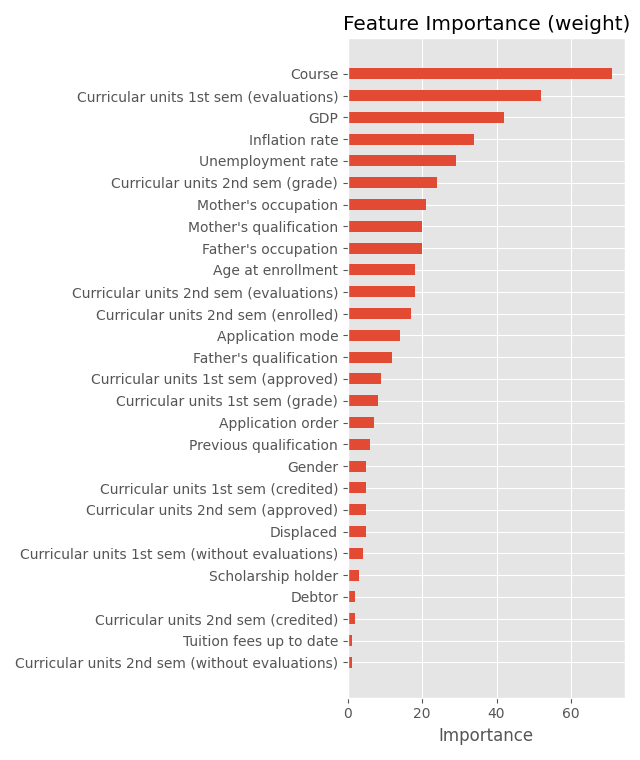 Feature Importance (weight)
Course
Curricular units 1st sem (evaluations)
GDP
Inflation rate
Unemployment rate
Curricular units 2nd sem (grade)
Mother's occupation
Mother's qualification
Father's occupation
Age at enrollment
Curricular units 2nd sem (evaluations)
Curricular units 2nd sem (enrolled)
Application mode
Father's qualification
Curricular units 1st sem (approved)
Curricular units 1st sem (grade)
Application order
Previous qualification
Gender
Curricular units 1st sem (credited)
Curricular units 2nd sem (approved)
Displaced
Curricular units 1st sem (without evaluations)
Scholarship holder
Debtor
Curricular units 2nd sem (credited)
Tuition fees up to date
Curricular units 2nd sem (without evaluations)
0 20 40 60
Importance